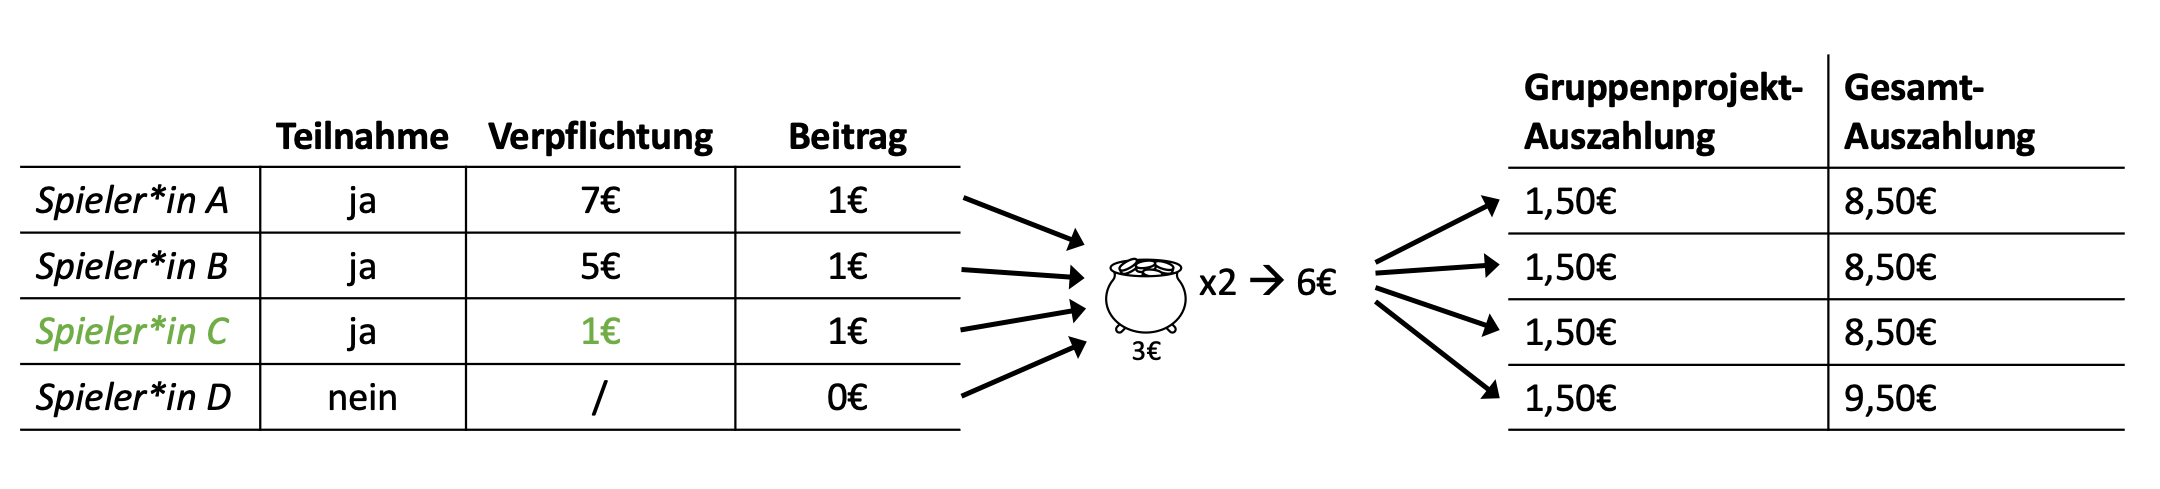 Teilnahme Verpflichtung Beitrag
Gruppenprojekt-Auszahlung Gesamt-Auszahlung
Spieler*in A ja 7€ 1€ 1,50€ 8,50€
Spieler*in B ja 5€ 1€ 1,50€ 8,50€
x2 → 6€
Spieler*in C ja 1€ 1€ 1,50€ 8,50€
3€
Spieler*in D nein / 0€ 1,50€ 9,50€